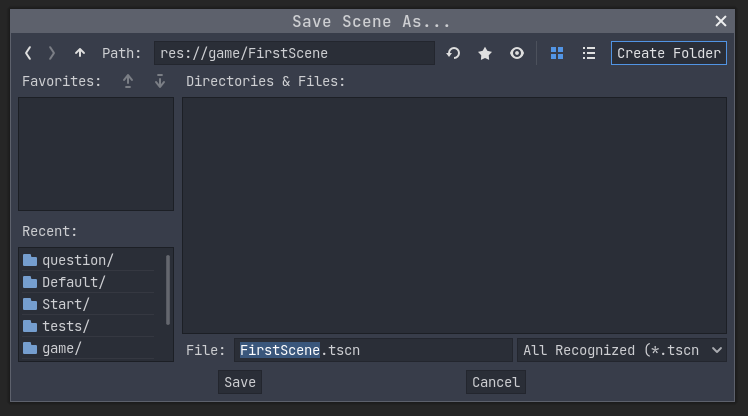 Save Scene As...
Path: res://game/FirstScene Create Folder
Favorites: Directories & Files:
Recent:
question/
Default/
Start/
tests/
game/
File: FirstScene.tscn All Recognized (*.tscn
Save Cancel